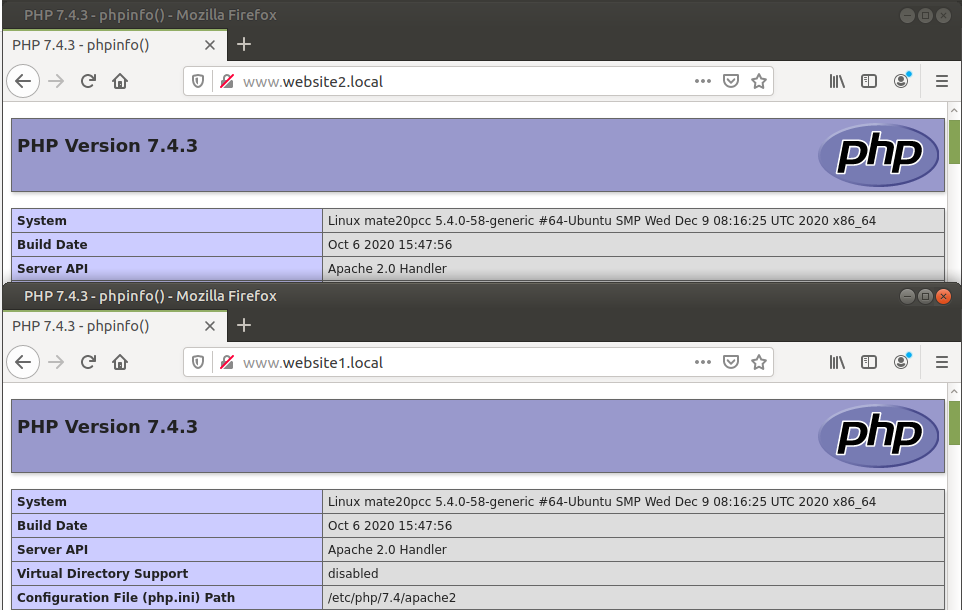 PHP 7.4.3 - phpinfo() - Mozilla Firefox
PHP 7.4.3 - phpinfo()
www.website2.local
PHP Version 7.4.3
php
System Linux mate20pcc 5.4.0-58-generic #64-Ubuntu SMP Wed Dec 9 08:16:25 UTC 2020 x86_64
Build Date Oct 6 2020 15:47:56
Server API Apache 2.0 Handler
PHP 7.4.3 - phpinfo() - Mozilla Firefox
PHP 7.4.3 - phpinfo()
www.website1.local
PHP Version 7.4.3
php
System Linux mate20pcc 5.4.0-58-generic #64-Ubuntu SMP Wed Dec 9 08:16:25 UTC 2020 x86_64
Build Date Oct 6 2020 15:47:56
Server API Apache 2.0 Handler
Virtual Directory Support disabled
Configuration File (php.ini) Path /etc/php/7.4/apache2